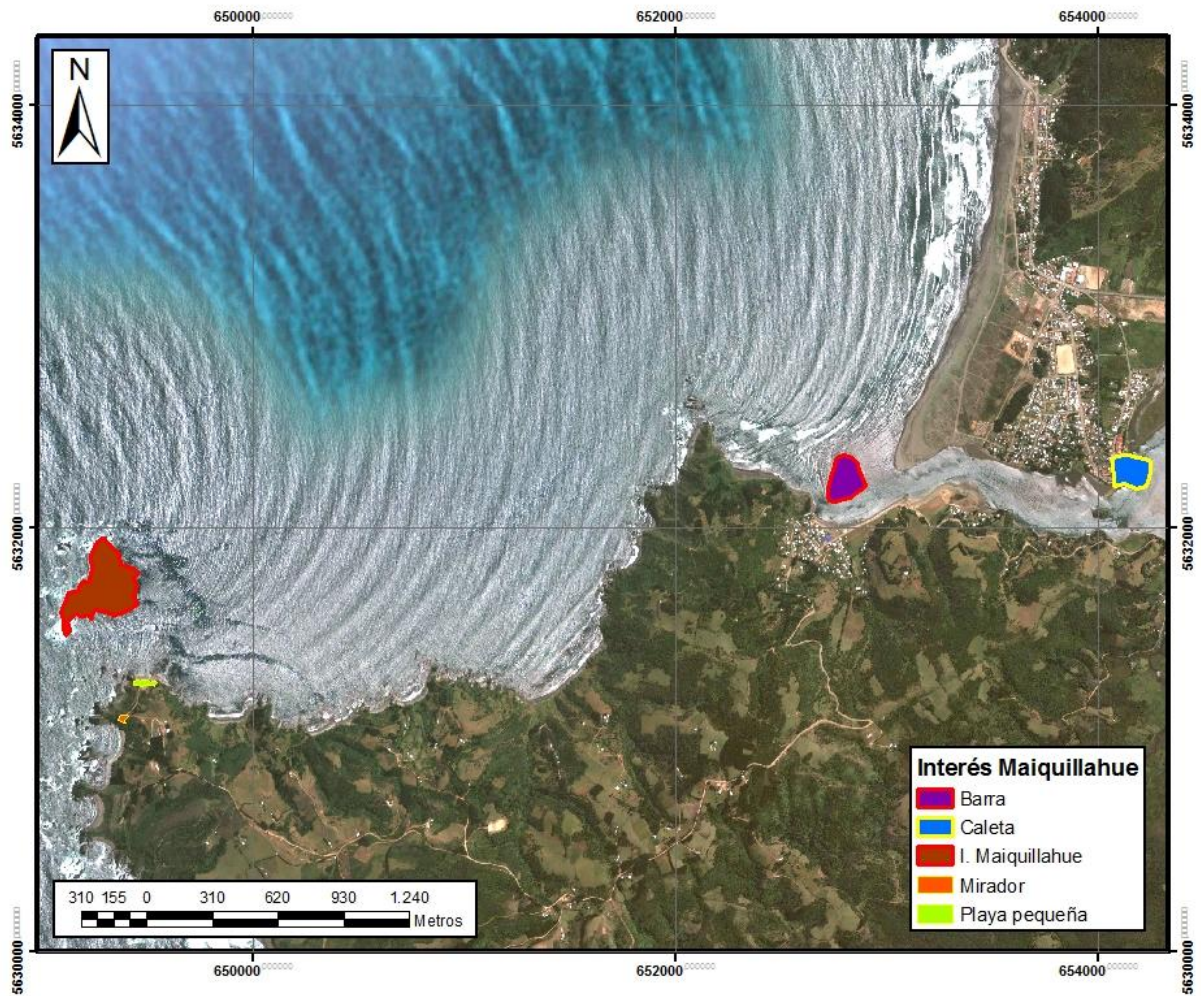 650000 652000 654000
N
5634000 5634000
5632000 5632000
Interés Maiquillahue
Barra
Caleta
I. Maiquillahue
Mirador
Playa pequeña
310 155 0 310 620 930 1.240
Metros
5630000 5630000
650000 652000 654000